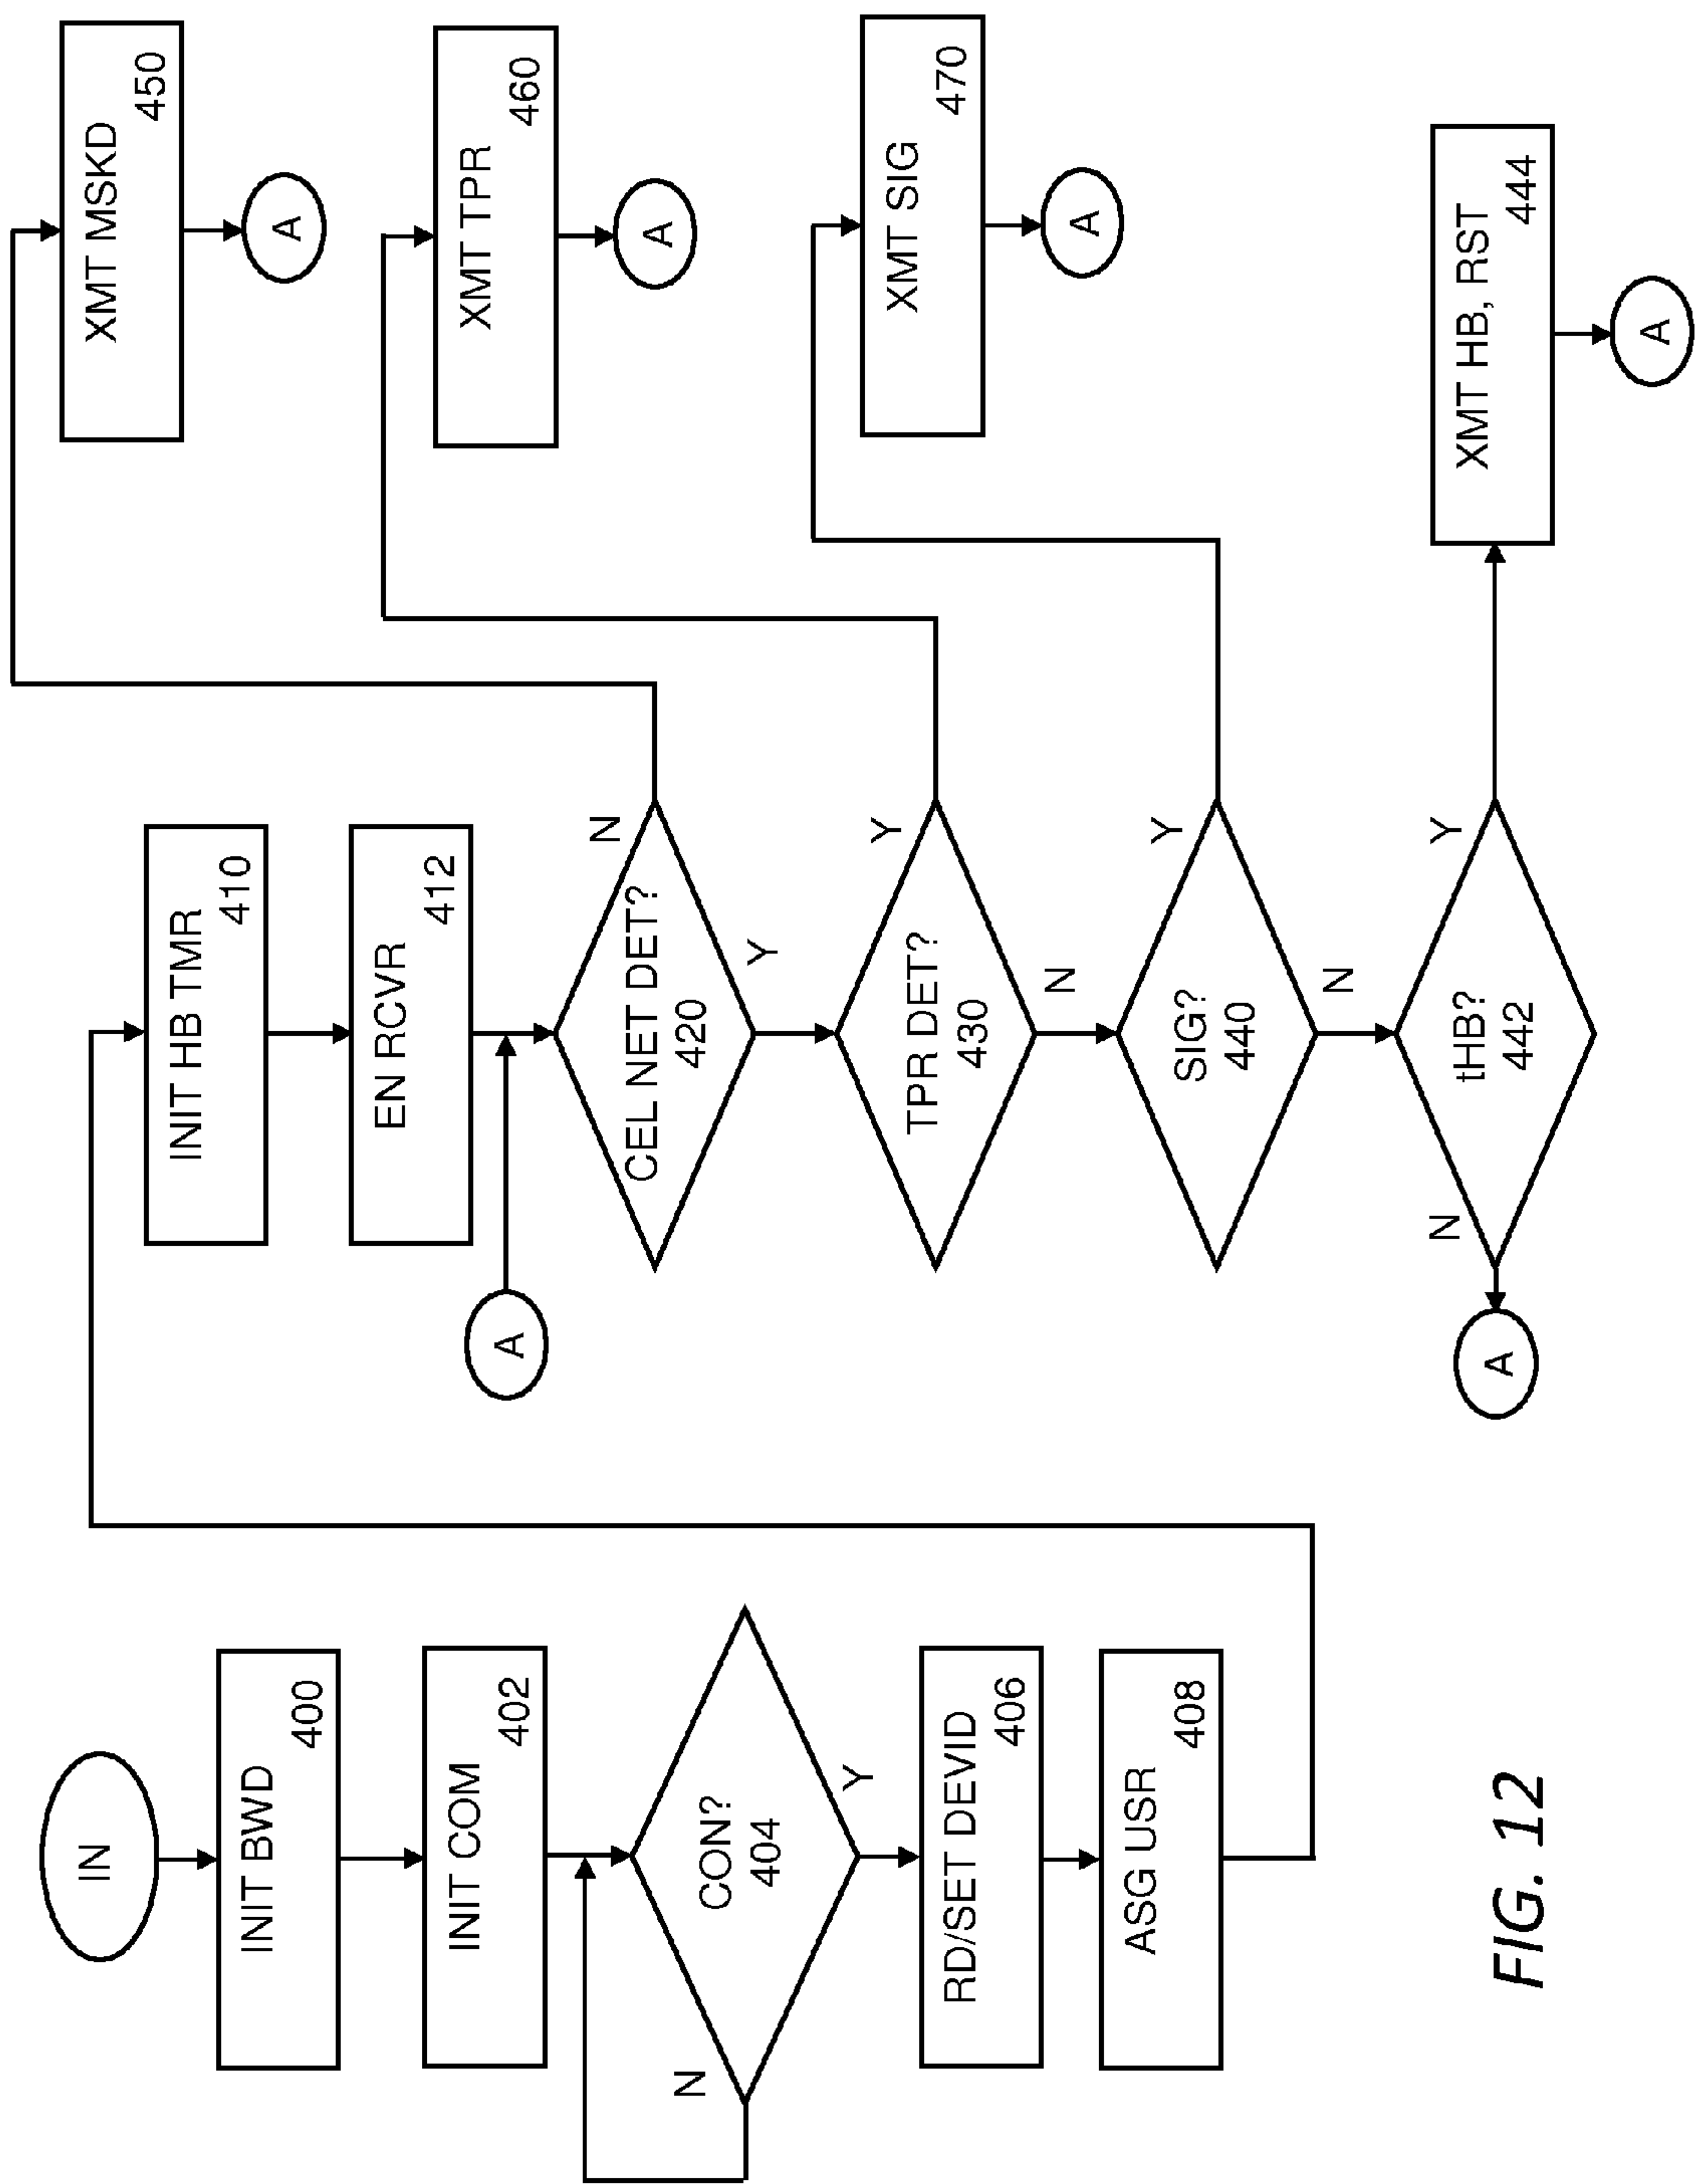 IN
INIT BWD
400
INIT COM
402
CON?
404
N
Y
RD/SET DEVID
406
ASG USR
408
INIT HB TMR
410
EN RCVR
412
A
CEL NET DET?
420
N
Y
TPR DET?
430
Y
N
SIG?
440
Y
N
tHB?
442
N
Y
A
XMT MSKD
450
A
XMT TPR
460
A
XMT SIG
470
A
XMT HB, RST
444
A
FIG. 12